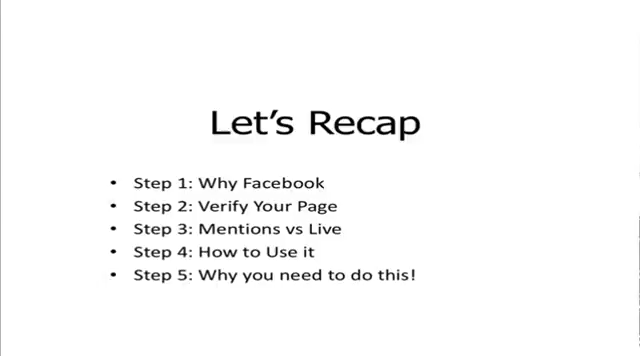 Let's Recap
• Step 1: Why Facebook
• Step 2: Verify Your Page
• Step 3: Mentions vs Live
• Step 4: How to Use it
• Step 5: Why you need to do this!